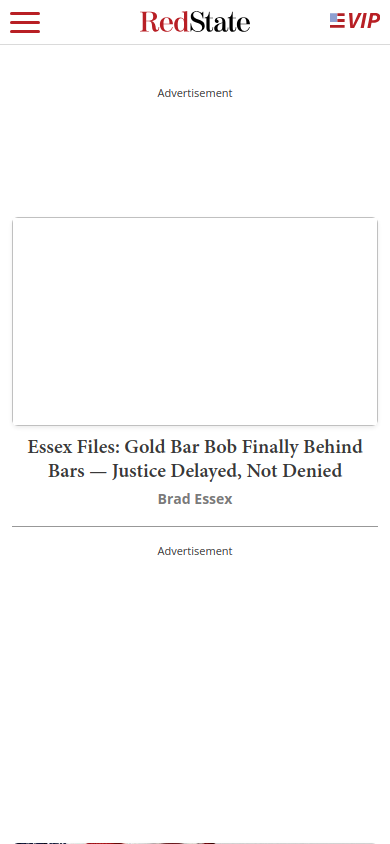 RedState
VIP
Advertisement
Essex Files: Gold Bar Bob Finally Behind
Bars — Justice Delayed, Not Denied
Brad Essex
Advertisement